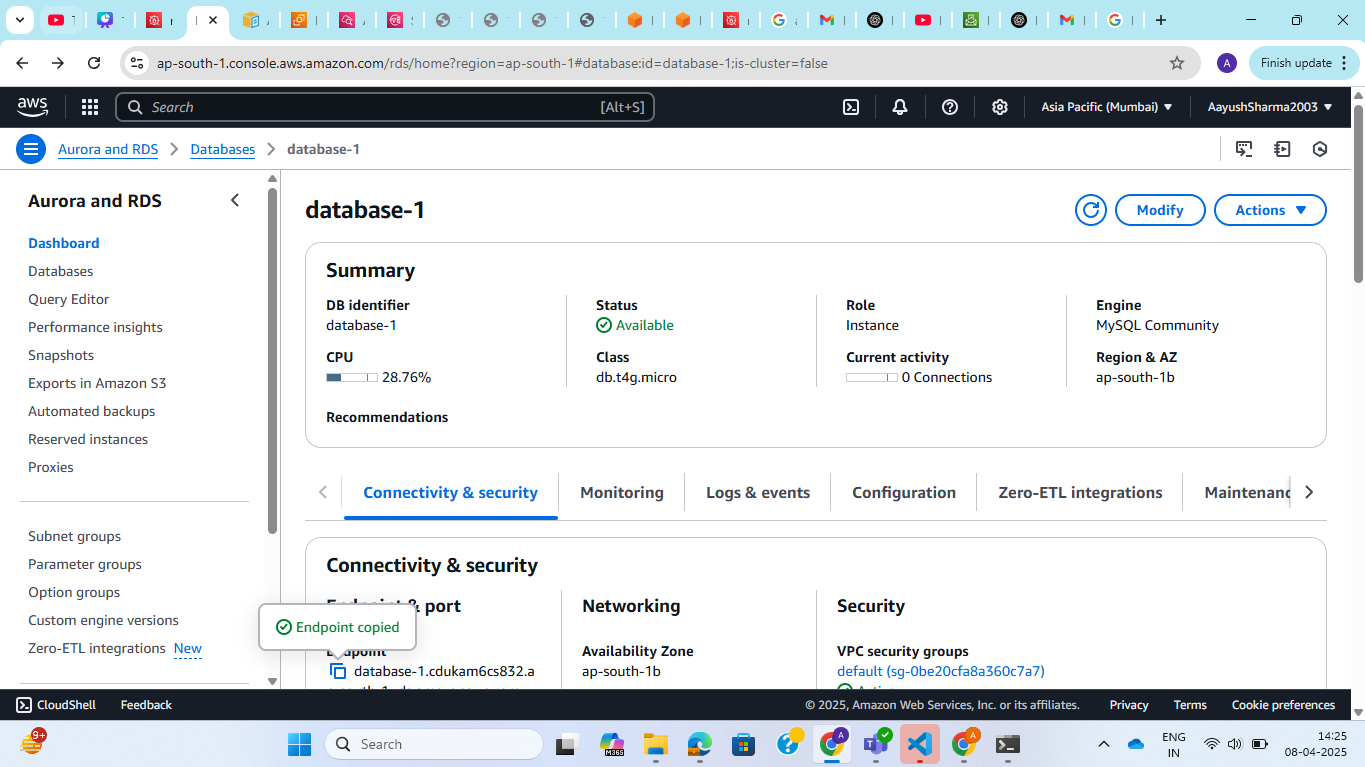 Finish update
ap-south-1.console.aws.amazon.com/rds/home?region=ap-south-1#database:id=database-1;is-cluster=false
A
aws
Search [Alt+S]
Asia Pacific (Mumbai)
AayushSharma2003
Aurora and RDS
Databases
database-1
Aurora and RDS
Dashboard
Databases
Query Editor
Performance insights
Snapshots
Exports in Amazon S3
Automated backups
Reserved instances
Proxies
Subnet groups
Parameter groups
Option groups
Custom engine versions
Zero-ETL integrations New
database-1
Modify
Actions
Summary
DB identifier
database-1
Status
Available
Role
Instance
Engine
MySQL Community
CPU
28.76%
Class
db.t4g.micro
Current activity
0 Connections
Region & AZ
ap-south-1b
Recommendations
Connectivity & security
Monitoring
Logs & events
Configuration
Zero-ETL integrations
Maintenanc
Connectivity & security
Endpoint & port
Endpoint copied
Endpoint
database-1.cdukam6cs832.a
Networking
Availability Zone
ap-south-1b
Security
VPC security groups
default (sg-0be20cfa8a360c7a7)
CloudShell
Feedback
© 2025, Amazon Web Services, Inc. or its affiliates.
Privacy
Terms
Cookie preferences
9+
Search
M365
A
A
ENG
IN
14:25
08-04-2025